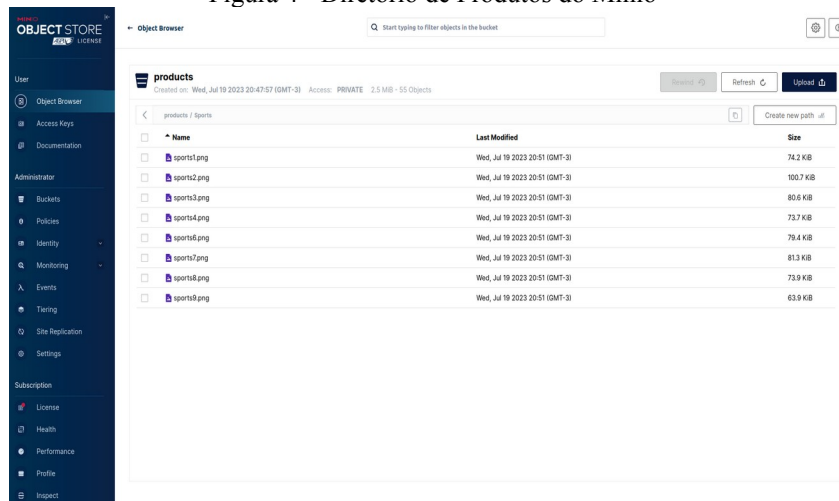 Figura 4 - Diretório de Produtos do Minio
MINIO
OBJECT STORE
AGPLV3 LICENSE
User
Object Browser
Access Keys
Documentation
Administrator
Buckets
Policies
Identity
Monitoring
Events
Tiering
Site Replication
Settings
Subscription
License
Health
Performance
Profile
Inspect
← Object Browser
Start typing to filter objects in the bucket
products
Created on: Wed, Jul 19 2023 20:47:57 (GMT-3) Access: PRIVATE 2.5 MiB - 55 Objects
Rewind Refresh Upload
products / Sports
Create new path
Name Last Modified Size
sports1.png Wed, Jul 19 2023 20:51 (GMT-3) 74.2 KiB
sports2.png Wed, Jul 19 2023 20:51 (GMT-3) 100.7 KiB
sports3.png Wed, Jul 19 2023 20:51 (GMT-3) 80.6 KiB
sports4.png Wed, Jul 19 2023 20:51 (GMT-3) 73.7 KiB
sports6.png Wed, Jul 19 2023 20:51 (GMT-3) 79.4 KiB
sports7.png Wed, Jul 19 2023 20:51 (GMT-3) 81.3 KiB
sports8.png Wed, Jul 19 2023 20:51 (GMT-3) 73.9 KiB
sports9.png Wed, Jul 19 2023 20:51 (GMT-3) 63.9 KiB